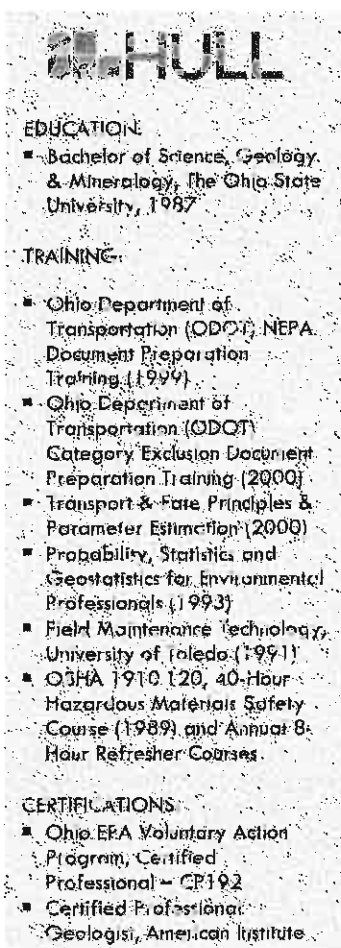 HULL
EDUCATION:
▪ Bachelor of Science, Geology
& Mineralogy, The Ohio State
University, 1987
TRAINING:
▪ Ohio Department of
Transportation (ODOT) NEPA
Document Preparation
Training (1999)
▪ Ohio Department of
Transportation (ODOT)
Category Exclusion Document
Preparation Training (2000)
▪ Transport & Fate Principles &
Parameter Estimation (2000)
▪ Probability, Statistics and
Geostatistics for Environmental
Professionals (1993)
▪ Field Maintenance Technology,
University of Toledo (1991)
▪ OSHA 1910.120, 40-Hour
Hazardous Materials Safety
Course (1989) and Annual 8-
Hour Refresher Courses
CERTIFICATIONS
▪ Ohio EPA Voluntary Action
Program, Certified
Professional – CP192
▪ Certified Professional
Geologist, American Institute